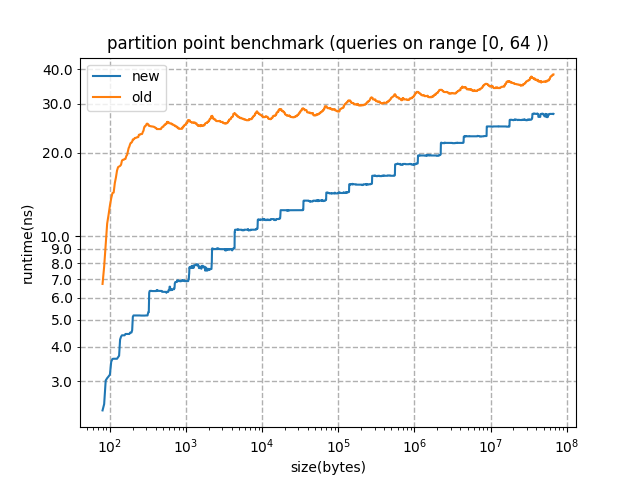 partition point benchmark (queries on range [0, 64 ))
new
old
40.0
30.0
20.0
10.0
9.0
8.0
7.0
6.0
5.0
4.0
3.0
runtime(ns)
10² 10³ 10⁴ 10⁵ 10⁶ 10⁷ 10⁸
size(bytes)